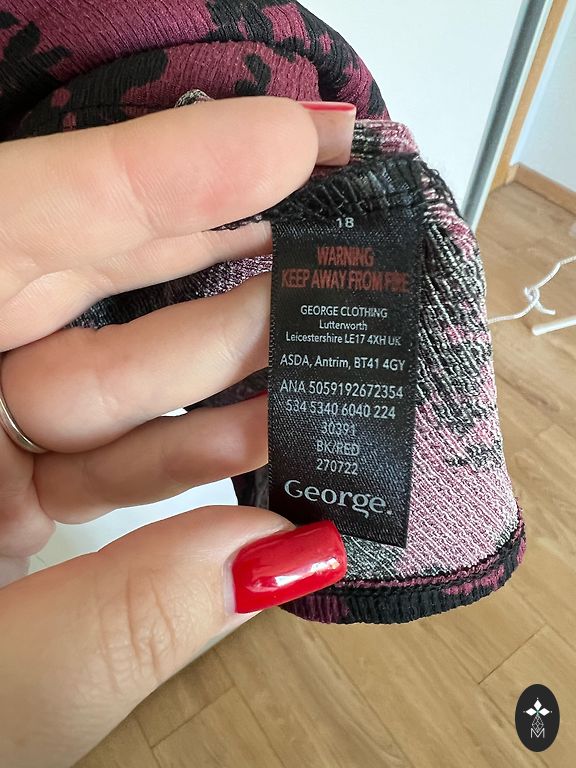 18
WARNING
KEEP AWAY FROM FIRE
GEORGE CLOTHING
Lutterworth
Leicestershire LE17 4XH UK
ASDA, Antrim, BT41 4GY
ANA 5059192672354
534 5340 6040 224
30391
BK/RED
270722
George.
M